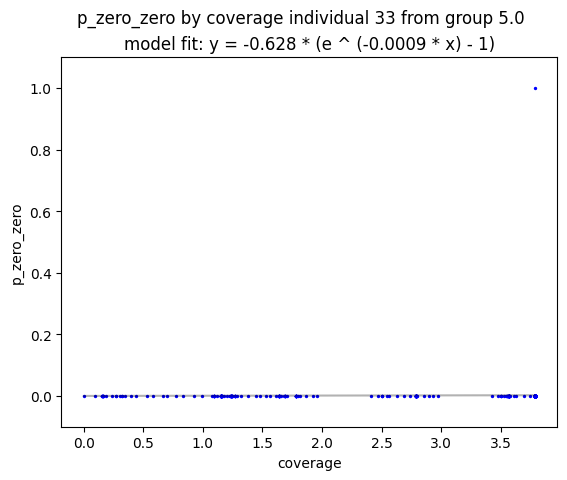 p_zero_zero by coverage individual 33 from group 5.0
model fit: y = -0.628 * (e ^ (-0.0009 * x) - 1)
1.0
0.8
0.6
0.4
0.2
0.0
p_zero_zero
0.0 0.5 1.0 1.5 2.0 2.5 3.0 3.5
coverage